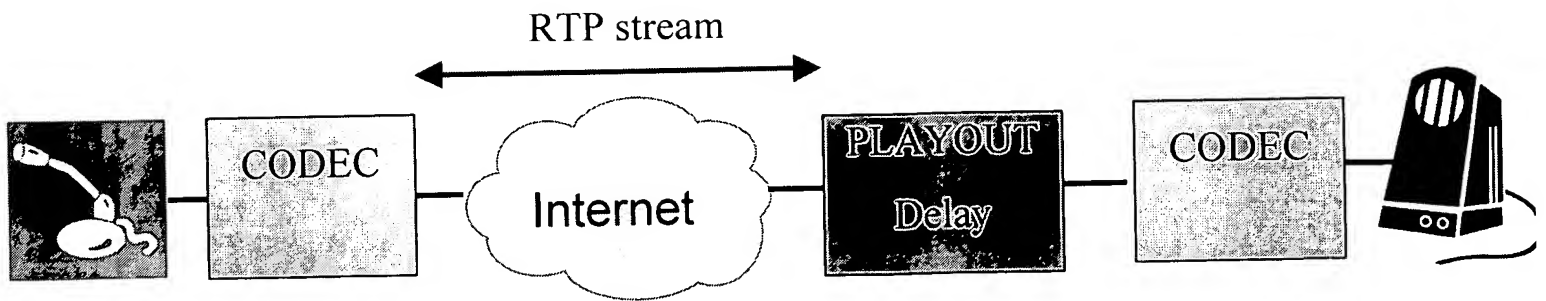 RTP stream
CODEC
Internet
PLAYOUT
Delay
CODEC